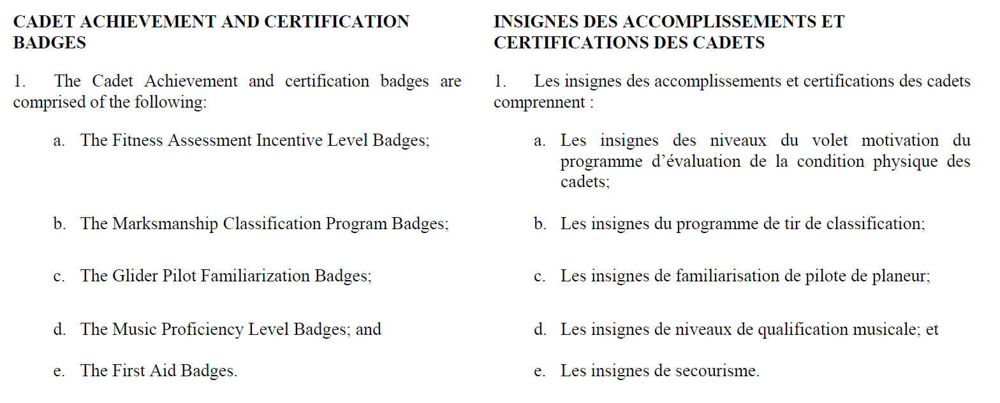 CADET ACHIEVEMENT AND CERTIFICATION
BADGES
1. The Cadet Achievement and certification badges are
comprised of the following:
a. The Fitness Assessment Incentive Level Badges;
b. The Marksmanship Classification Program Badges;
c. The Glider Pilot Familiarization Badges;
d. The Music Proficiency Level Badges; and
e. The First Aid Badges.
INSIGNES DES ACCOMPLISSEMENTS ET
CERTIFICATIONS DES CADETS
1. Les insignes des accomplissements et certifications des cadets
comprennent :
a. Les insignes des niveaux du volet motivation du
programme d’évaluation de la condition physique des
cadets;
b. Les insignes du programme de tir de classification;
c. Les insignes de familiarisation de pilote de planeur;
d. Les insignes de niveaux de qualification musicale; et
e. Les insignes de secourisme.